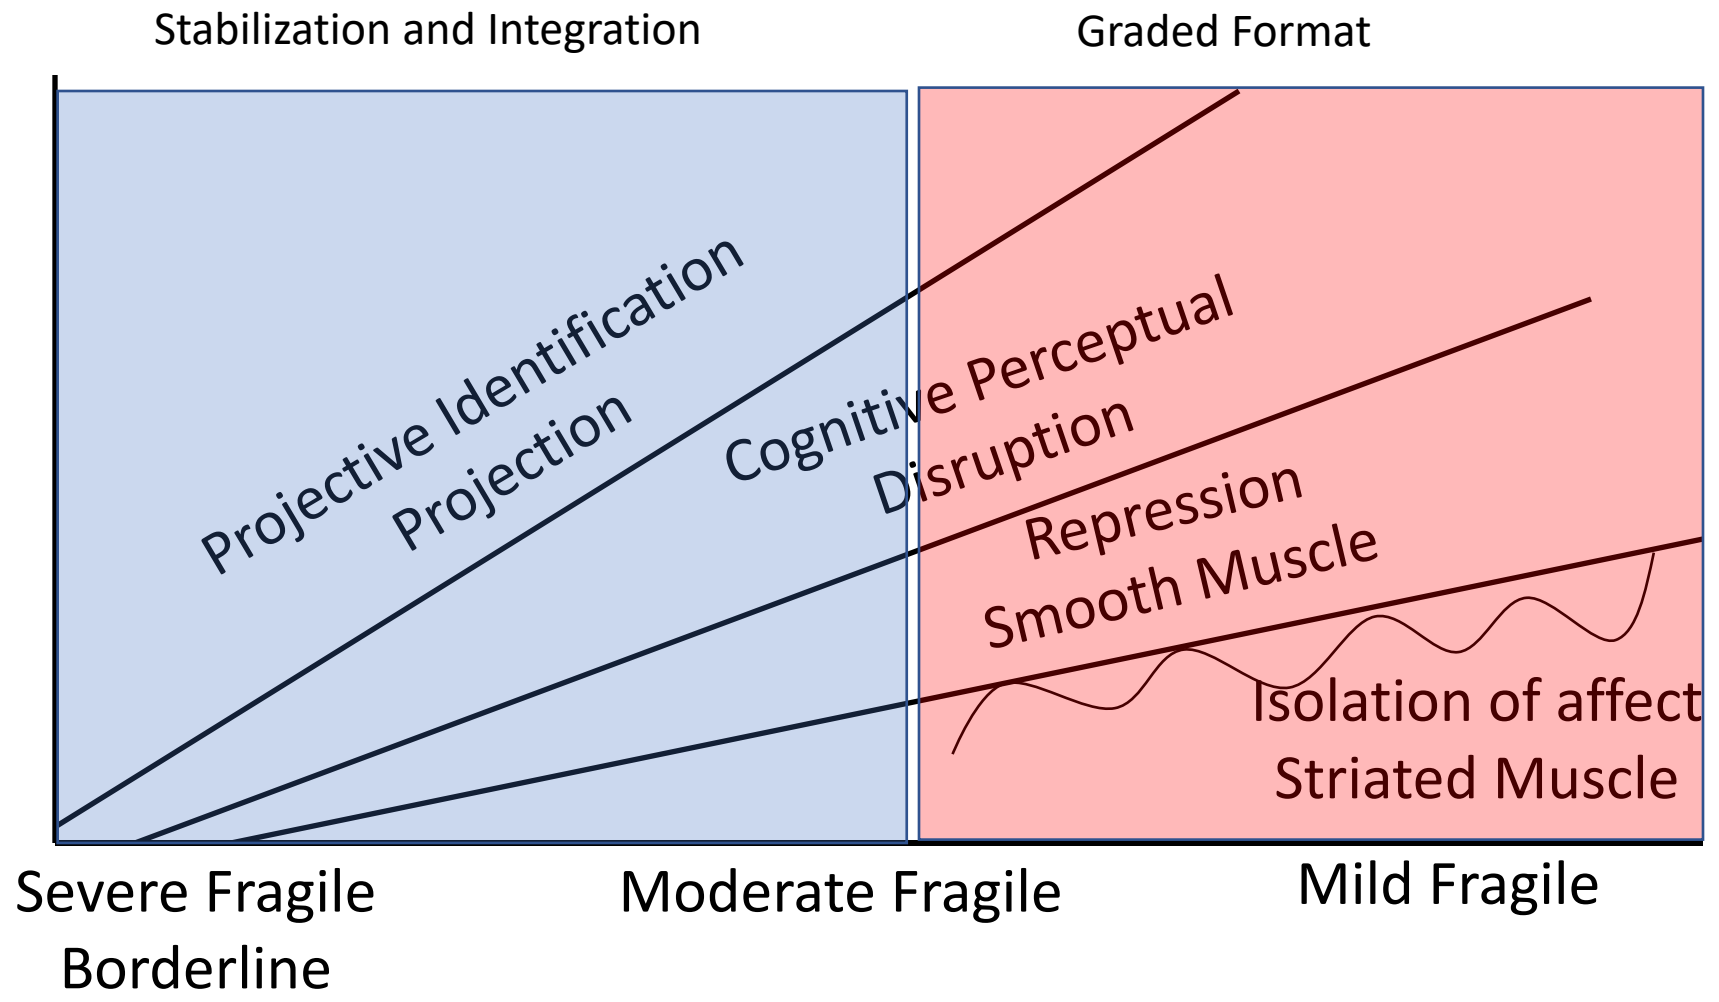 Stabilization and Integration
Graded Format
Projective Identification
Projection
Cognitive Perceptual
Disruption
Repression
Smooth Muscle
Isolation of affect
Striated Muscle
Severe Fragile
Borderline
Moderate Fragile
Mild Fragile